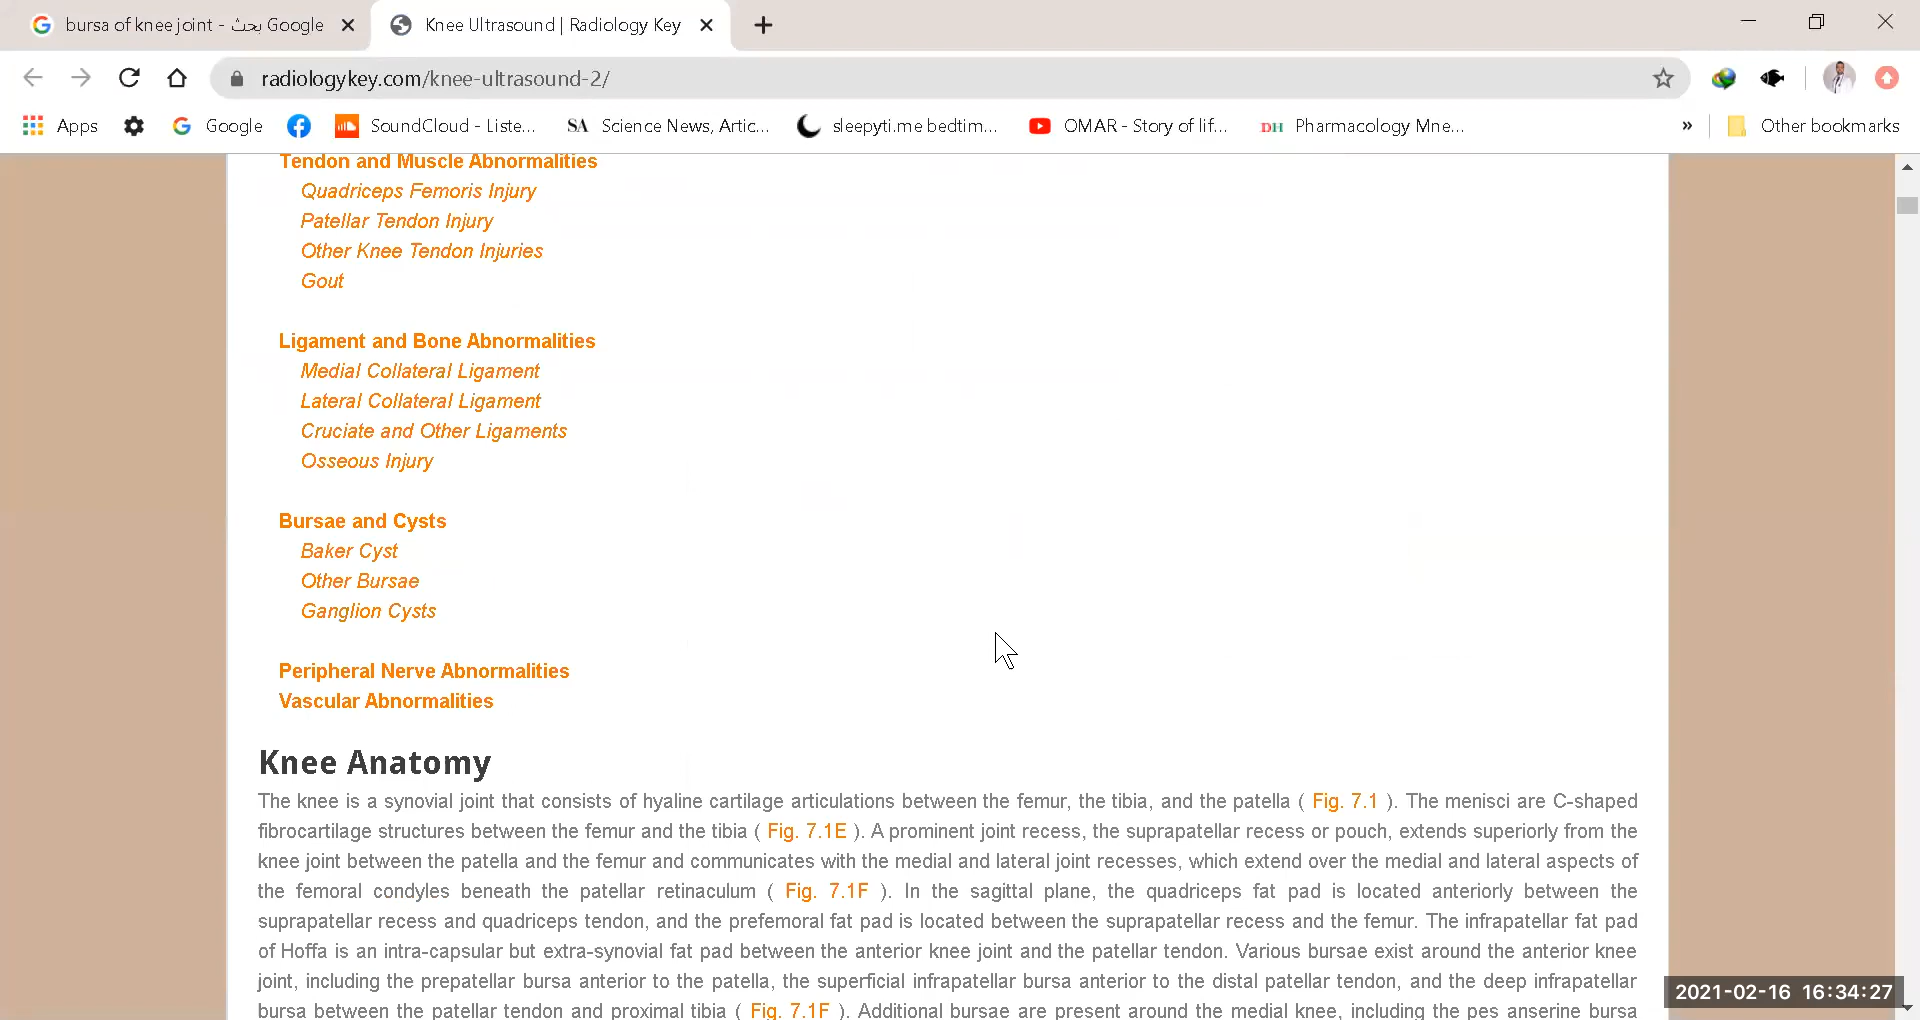 bursa of knee joint - بحث Google
Knee Ultrasound | Radiology Key
radiologykey.com/knee-ultrasound-2/
Apps
Google
SoundCloud - Liste...
SA Science News, Artic...
sleepyti.me bedtim...
OMAR - Story of lif...
DH Pharmacology Mne...
»
Other bookmarks
Tendon and Muscle Abnormalities
Quadriceps Femoris Injury
Patellar Tendon Injury
Other Knee Tendon Injuries
Gout
Ligament and Bone Abnormalities
Medial Collateral Ligament
Lateral Collateral Ligament
Cruciate and Other Ligaments
Osseous Injury
Bursae and Cysts
Baker Cyst
Other Bursae
Ganglion Cysts
Peripheral Nerve Abnormalities
Vascular Abnormalities
Knee Anatomy
The knee is a synovial joint that consists of hyaline cartilage articulations between the femur, the tibia, and the patella ( Fig. 7.1 ). The menisci are C-shaped
fibrocartilage structures between the femur and the tibia ( Fig. 7.1E ). A prominent joint recess, the suprapatellar recess or pouch, extends superiorly from the
knee joint between the patella and the femur and communicates with the medial and lateral joint recesses, which extend over the medial and lateral aspects of
the femoral condyles beneath the patellar retinaculum ( Fig. 7.1F ). In the sagittal plane, the quadriceps fat pad is located anteriorly between the
suprapatellar recess and quadriceps tendon, and the prefemoral fat pad is located between the suprapatellar recess and the femur. The infrapatellar fat pad
of Hoffa is an intra-capsular but extra-synovial fat pad between the anterior knee joint and the patellar tendon. Various bursae exist around the anterior knee
joint, including the prepatellar bursa anterior to the patella, the superficial infrapatellar bursa anterior to the distal patellar tendon, and the deep infrapatellar
bursa between the patellar tendon and proximal tibia ( Fig. 7.1F ). Additional bursae are present around the medial knee, including the pes anserine bursa
2021-02-16 16:34:27